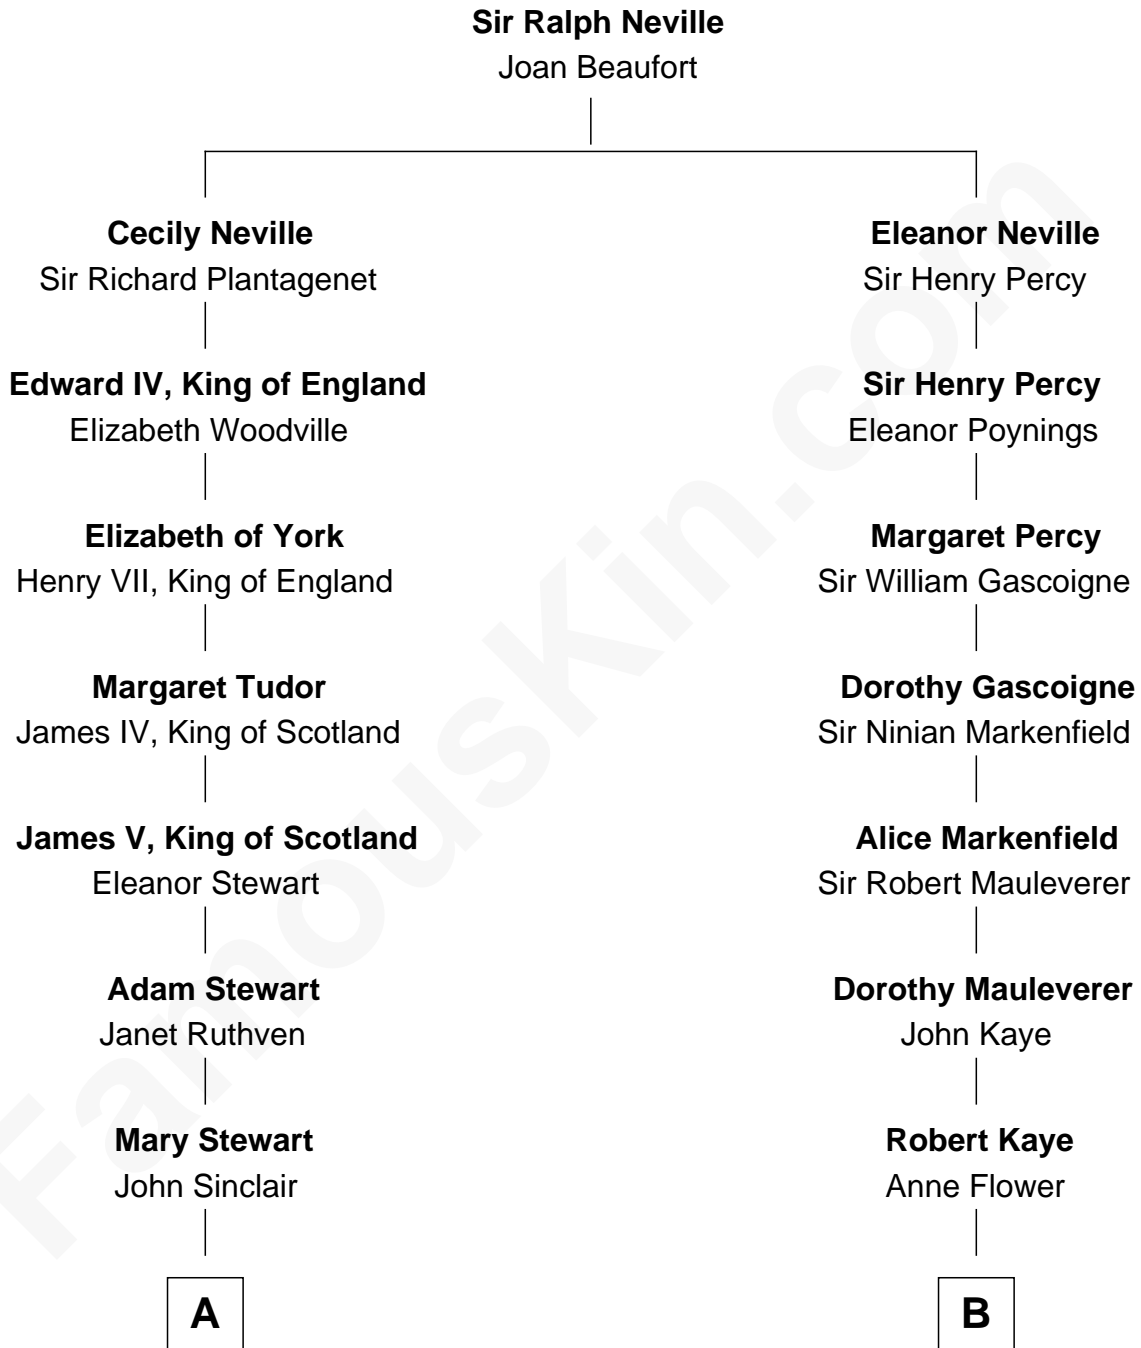 Sir Ralph Neville
Joan Beaufort
Cecily Neville
Sir Richard Plantagenet
Edward IV, King of England
Elizabeth Woodville
Elizabeth of York
Henry VII, King of England
Margaret Tudor
James IV, King of Scotland
James V, King of Scotland
Eleanor Stewart
Adam Stewart
Janet Ruthven
Mary Stewart
John Sinclair
A
Eleanor Neville
Sir Henry Percy
Sir Henry Percy
Eleanor Poynings
Margaret Percy
Sir William Gascoigne
Dorothy Gascoigne
Sir Ninian Markenfield
Alice Markenfield
Sir Robert Mauleverer
Dorothy Mauleverer
John Kaye
Robert Kaye
Anne Flower
B
FamousKin.com